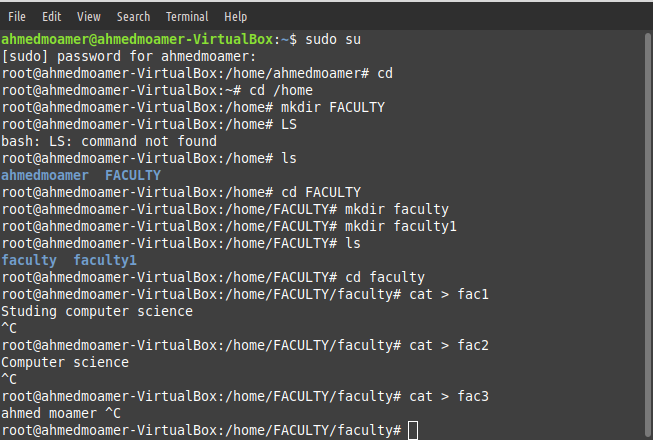 File Edit View Search Terminal Help
ahmedmoamer@ahmedmoamer-VirtualBox:~$ sudo su
[sudo] password for ahmedmoamer:
root@ahmedmoamer-VirtualBox:/home/ahmedmoamer# cd
root@ahmedmoamer-VirtualBox:~# cd /home
root@ahmedmoamer-VirtualBox:/home# mkdir FACULTY
root@ahmedmoamer-VirtualBox:/home# LS
bash: LS: command not found
root@ahmedmoamer-VirtualBox:/home# ls
ahmedmoamer  FACULTY
root@ahmedmoamer-VirtualBox:/home# cd FACULTY
root@ahmedmoamer-VirtualBox:/home/FACULTY# mkdir faculty
root@ahmedmoamer-VirtualBox:/home/FACULTY# mkdir faculty1
root@ahmedmoamer-VirtualBox:/home/FACULTY# ls
faculty  faculty1
root@ahmedmoamer-VirtualBox:/home/FACULTY# cd faculty
root@ahmedmoamer-VirtualBox:/home/FACULTY/faculty# cat > fac1
Studing computer science
^C
root@ahmedmoamer-VirtualBox:/home/FACULTY/faculty# cat > fac2
Computer science
^C
root@ahmedmoamer-VirtualBox:/home/FACULTY/faculty# cat > fac3
ahmed moamer ^C
root@ahmedmoamer-VirtualBox:/home/FACULTY/faculty#